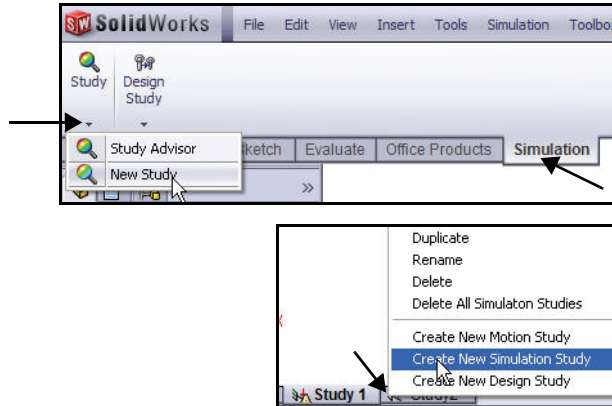 SolidWorks File Edit View Insert Tools Simulation Toolbo
Study Design
Study
Study Advisor
ketch Evaluate Office Products Simulation
New Study
»
Duplicate
Rename
Delete
Delete All Simulaton Studies
Create New Motion Study
Create New Simulation Study
Create New Design Study
Study 1 Study2